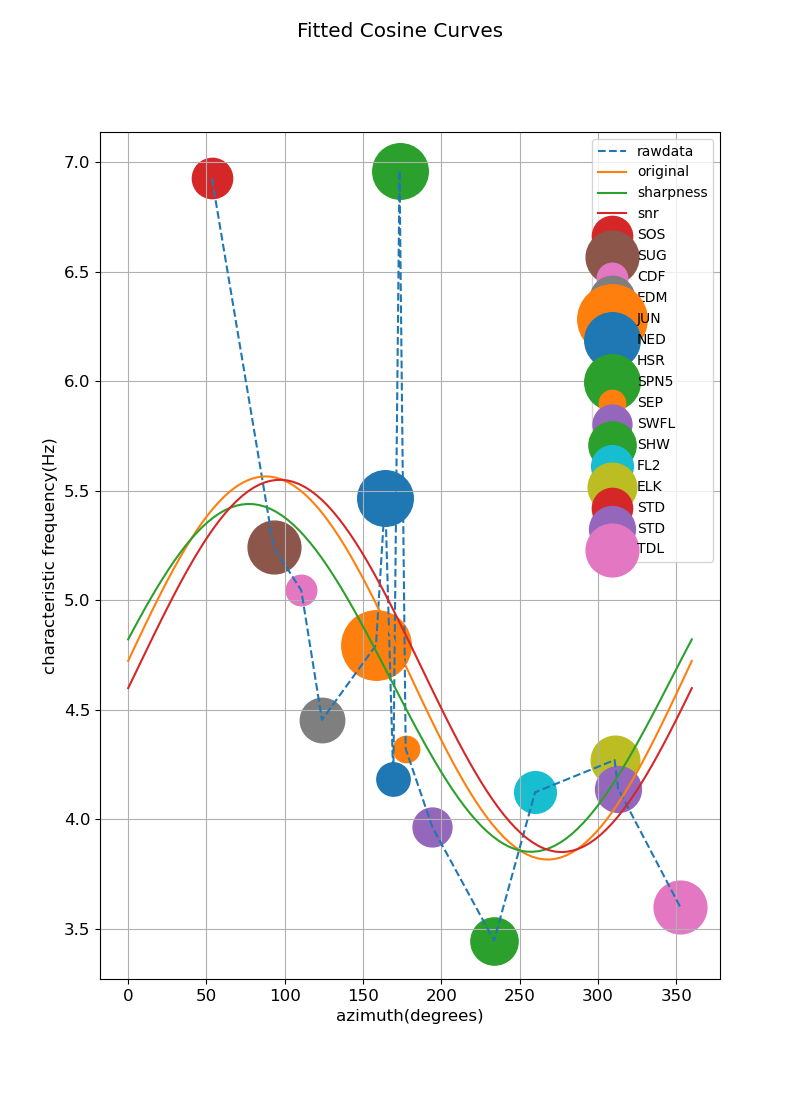 Fitted Cosine Curves
7.0
6.5
6.0
5.5
5.0
4.5
4.0
3.5
characteristic frequency(Hz)
rawdata
original
sharpness
snr
SOS
SUG
CDF
EDM
JUN
NED
HSR
SPN5
SEP
SWFL
SHW
FL2
ELK
STD
STD
TDL
0 50 100 150 200 250 300 350
azimuth(degrees)